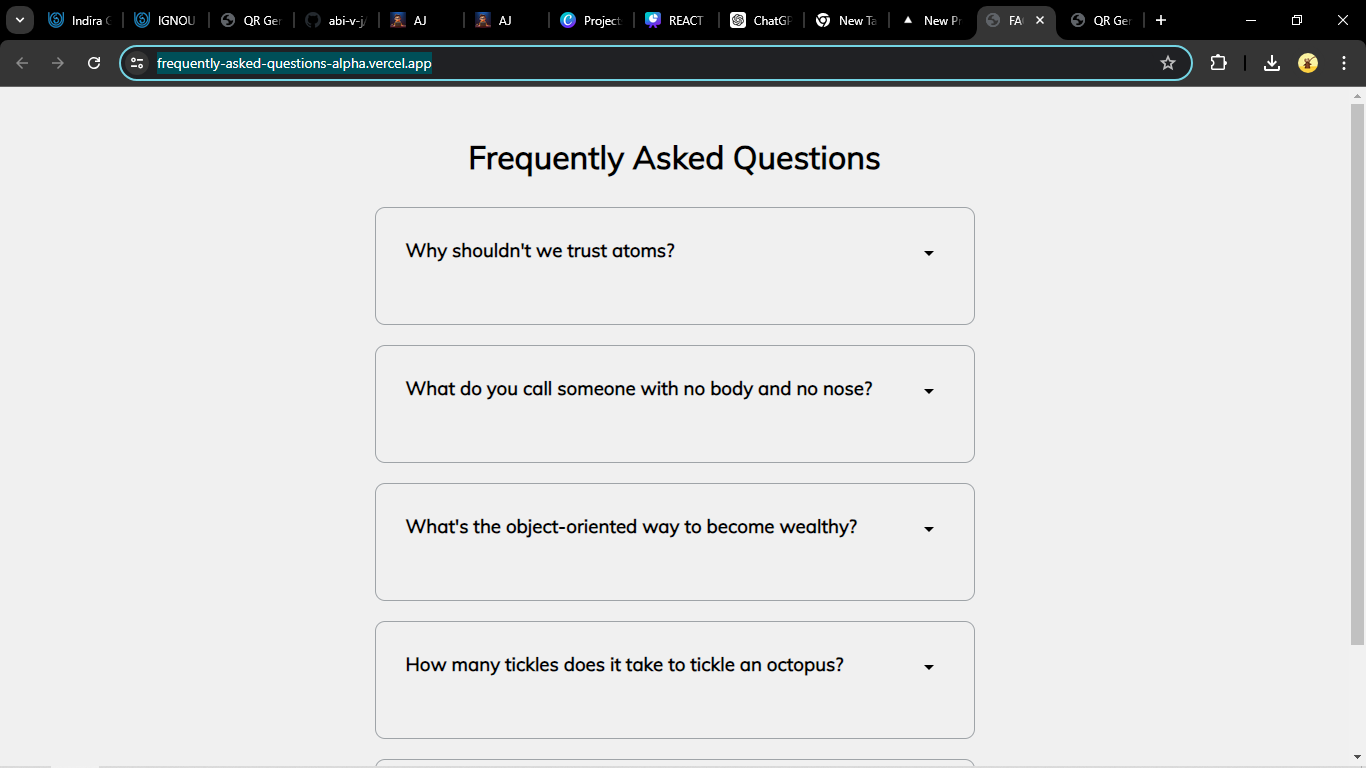 Indira G
IGNOU
QR Ger
abi-v-j/
AJ
AJ
Project
REACT
ChatGP
New Ta
New Pr
FA
QR Ger
frequently-asked-questions-alpha.vercel.app
Frequently Asked Questions
Why shouldn't we trust atoms?
What do you call someone with no body and no nose?
What's the object-oriented way to become wealthy?
How many tickles does it take to tickle an octopus?